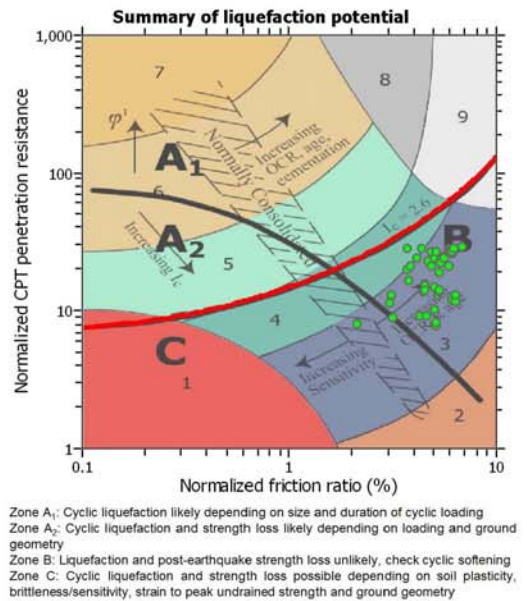 Summary of liquefaction potential
1,000
7
8
9
φ'
Increasing
OCR, age,
cementation
Normally Consolidated
A1
100
6
Ic = 2.6
A2
B
Increasing Ic
5
Normalized CPT penetration resistance
10
4
C
1
3
Increasing
Sensitivity
2
1
0.1
1
10
Normalized friction ratio (%)
Zone A1: Cyclic liquefaction likely depending on size and duration of cyclic loading
Zone A2: Cyclic liquefaction and strength loss likely depending on loading and ground
geometry
Zone B: Liquefaction and post-earthquake strength loss unlikely, check cyclic softening
Zone C: Cyclic liquefaction and strength loss possible depending on soil plasticity,
brittleness/sensitivity, strain to peak undrained strength and ground geometry